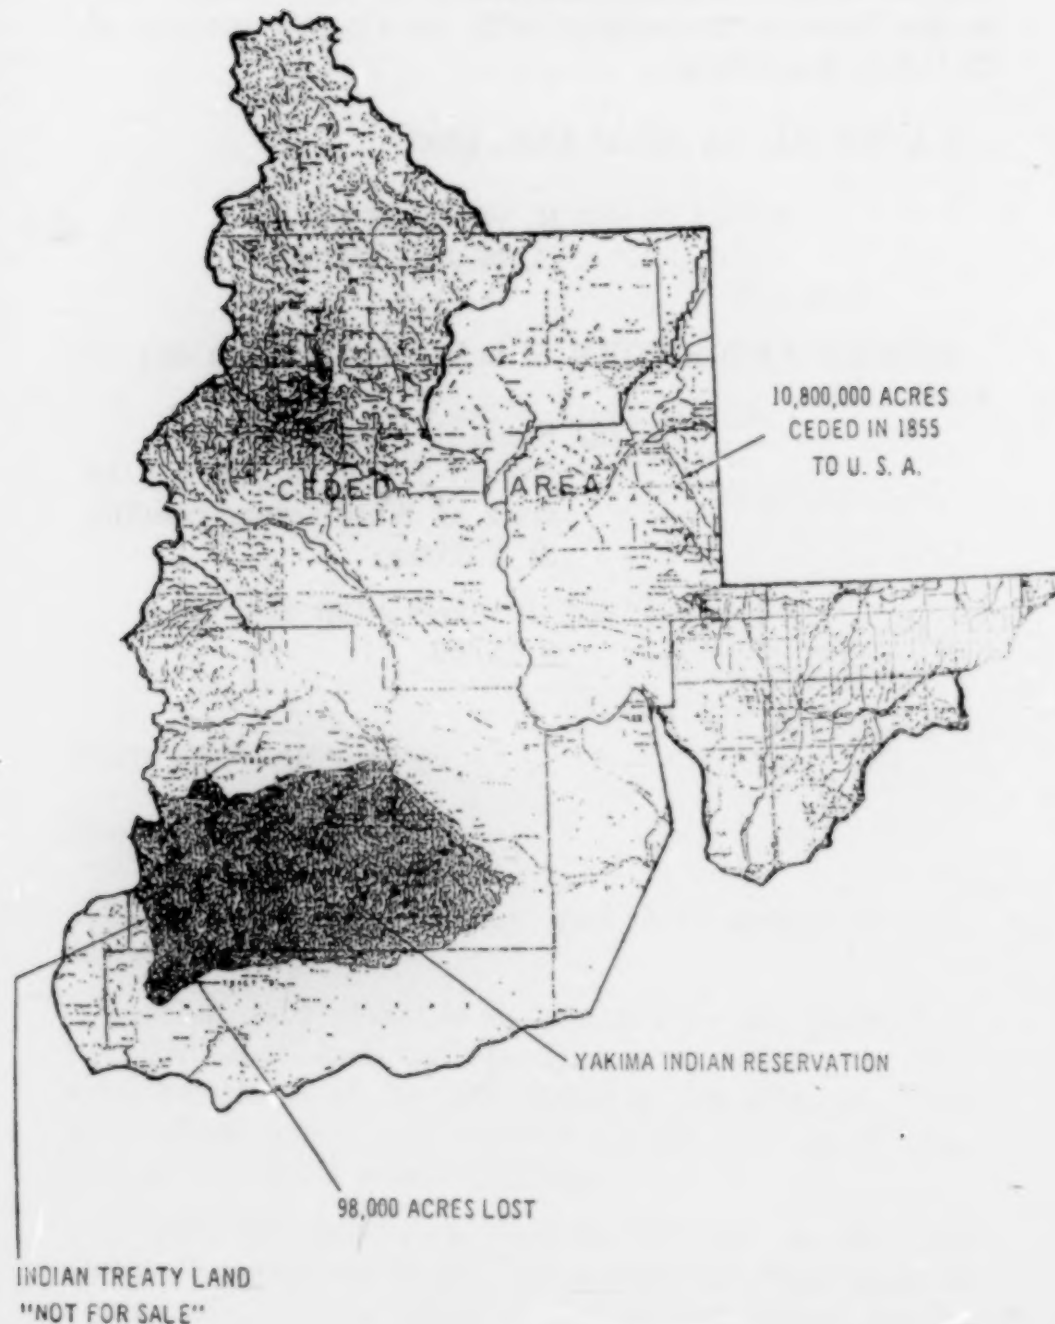 10,800,000 ACRES
CEDED IN 1855
TO U. S. A.
CEDED AREA
YAKIMA INDIAN RESERVATION
98,000 ACRES LOST
INDIAN TREATY LAND
"NOT FOR SALE"